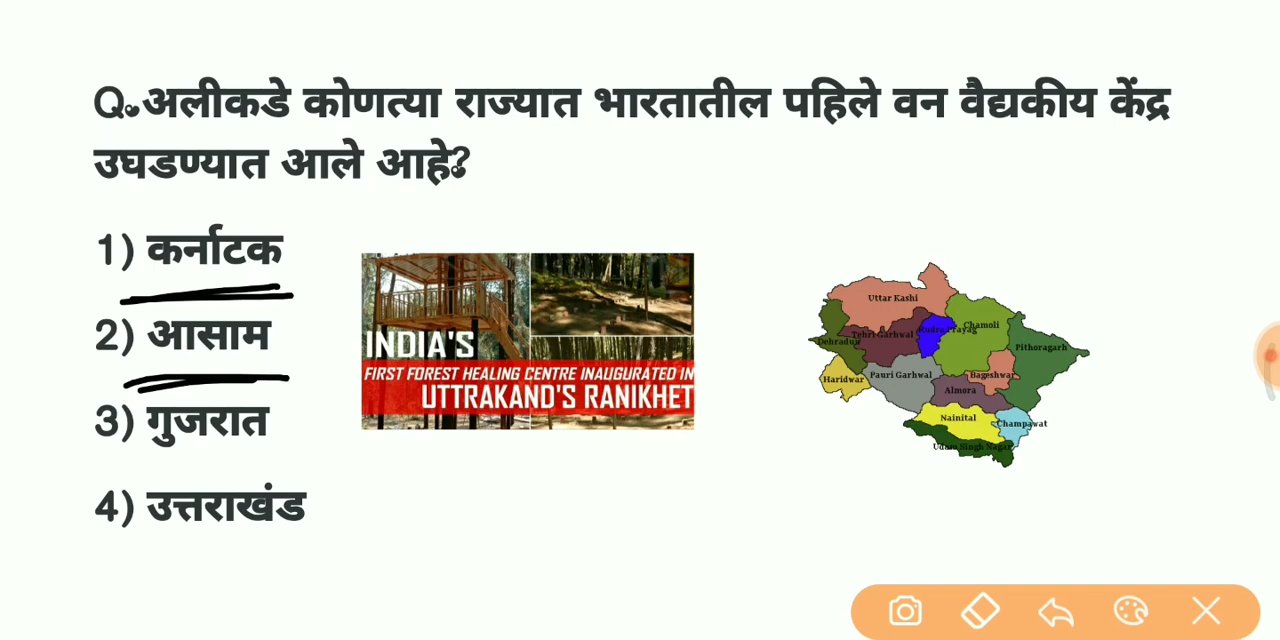 Q. अलीकडे कोणत्या राज्यात भारतातील पहिले वन वैद्यकीय केंद्र
उघडण्यात आले आहे?
1) कर्नाटक
2) आसाम
3) गुजरात
4) उत्तराखंड
INDIA'S
FIRST FOREST HEALING CENTRE INAUGURATED IN
UTTRAKAND'S RANIKHET
Uttar Kashi
Chamoli
Rudra Prayag
Tehri Garhwal
Dehradun
Pithoragarh
Pauri Garhwal
Bageshwar
Haridwar
Almora
Nainital
Champawat
Udam Singh Nagar